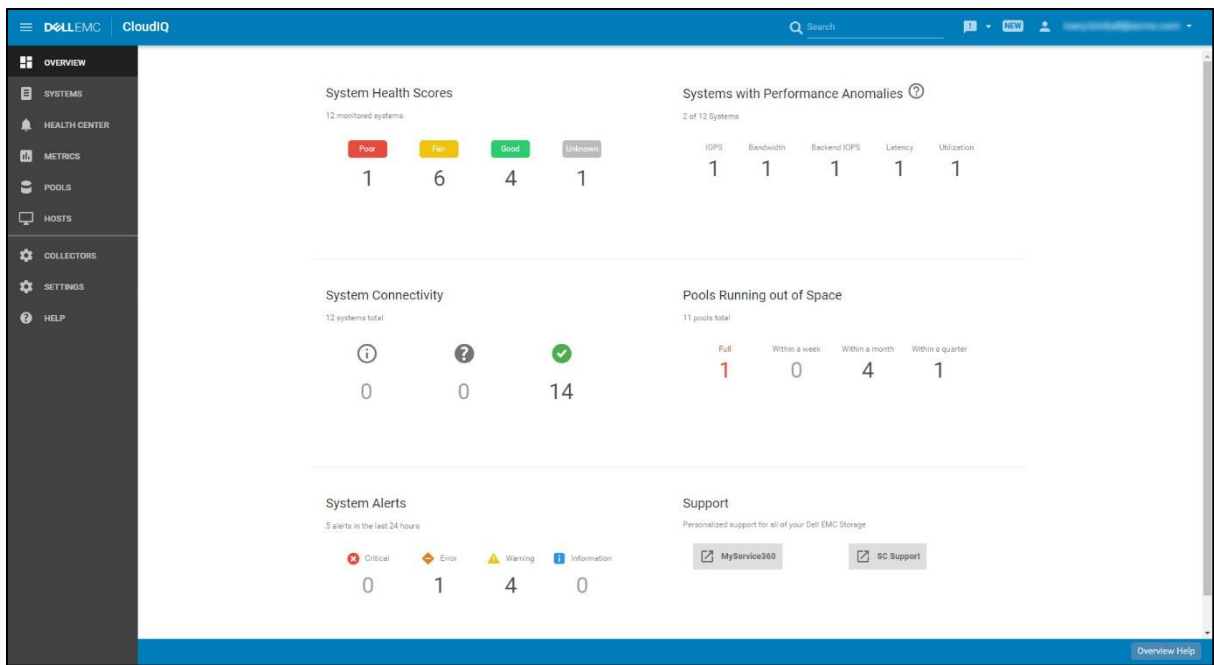 DELLEMC CloudIQ Search NEW
OVERVIEW
SYSTEMS
HEALTH CENTER
METRICS
POOLS
HOSTS
COLLECTORS
SETTINGS
HELP
System Health Scores
12 monitored systems
Poor Fair Good Unknown
1 6 4 1
Systems with Performance Anomalies ?
2 of 12 Systems
IOPS Bandwidth Backend IOPS Latency Utilization
1 1 1 1 1
System Connectivity
12 systems total
0 0 14
Pools Running out of Space
11 pools total
Full Within a week Within a month Within a quarter
1 0 4 1
System Alerts
5 alerts in the last 24 hours
Critical Error Warning Information
0 1 4 0
Support
Personalized support for all of your Dell EMC Storage
MyService360 SC Support
Overview Help